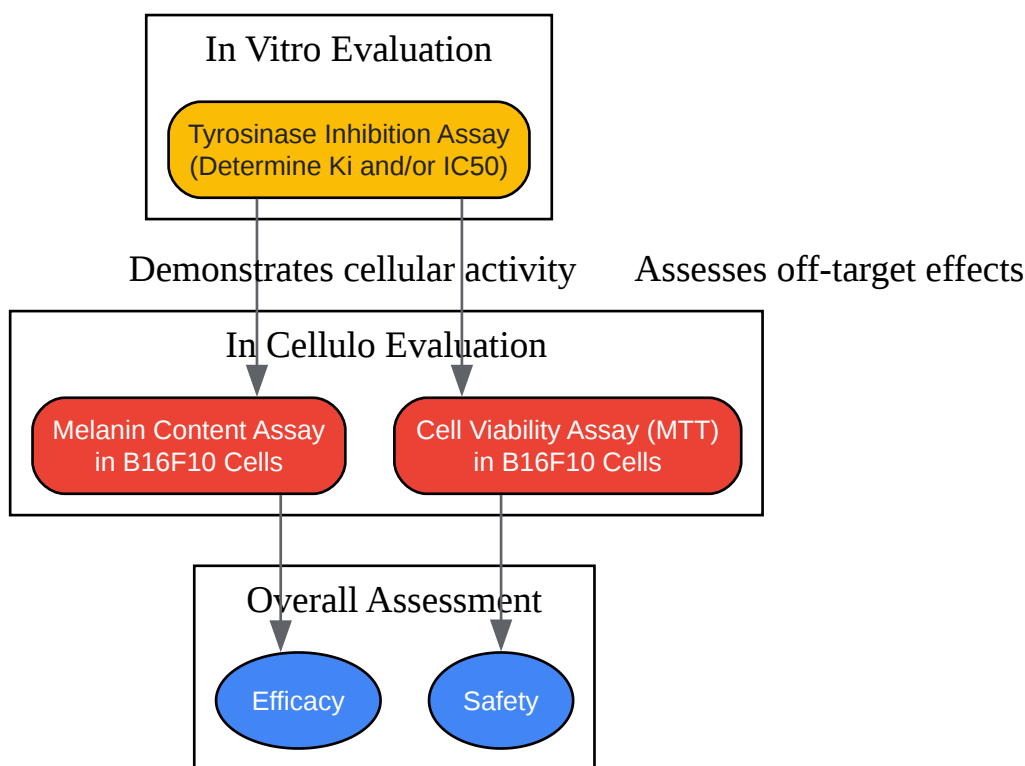 In Vitro Evaluation
Tyrosinase Inhibition Assay
(Determine Ki and/or IC50)
Demonstrates cellular activity
Assesses off-target effects
In Cellulo Evaluation
Melanin Content Assay
in B16F10 Cells
Cell Viability Assay (MTT)
in B16F10 Cells
Overall Assessment
Efficacy
Safety